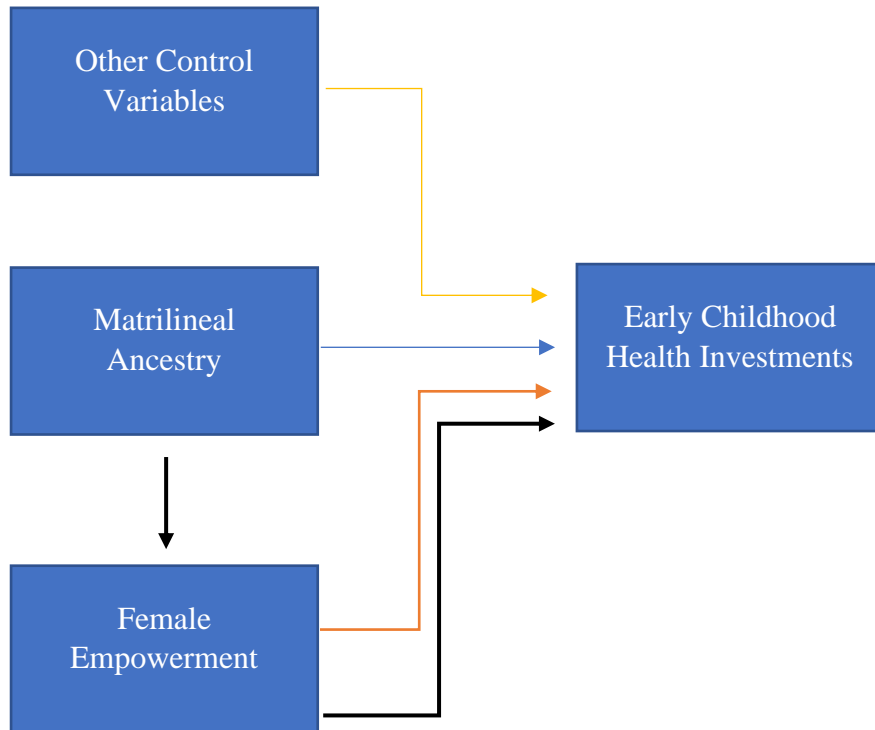 Other Control
Variables
Matrilineal
Ancestry
Early Childhood
Health Investments
Female
Empowerment